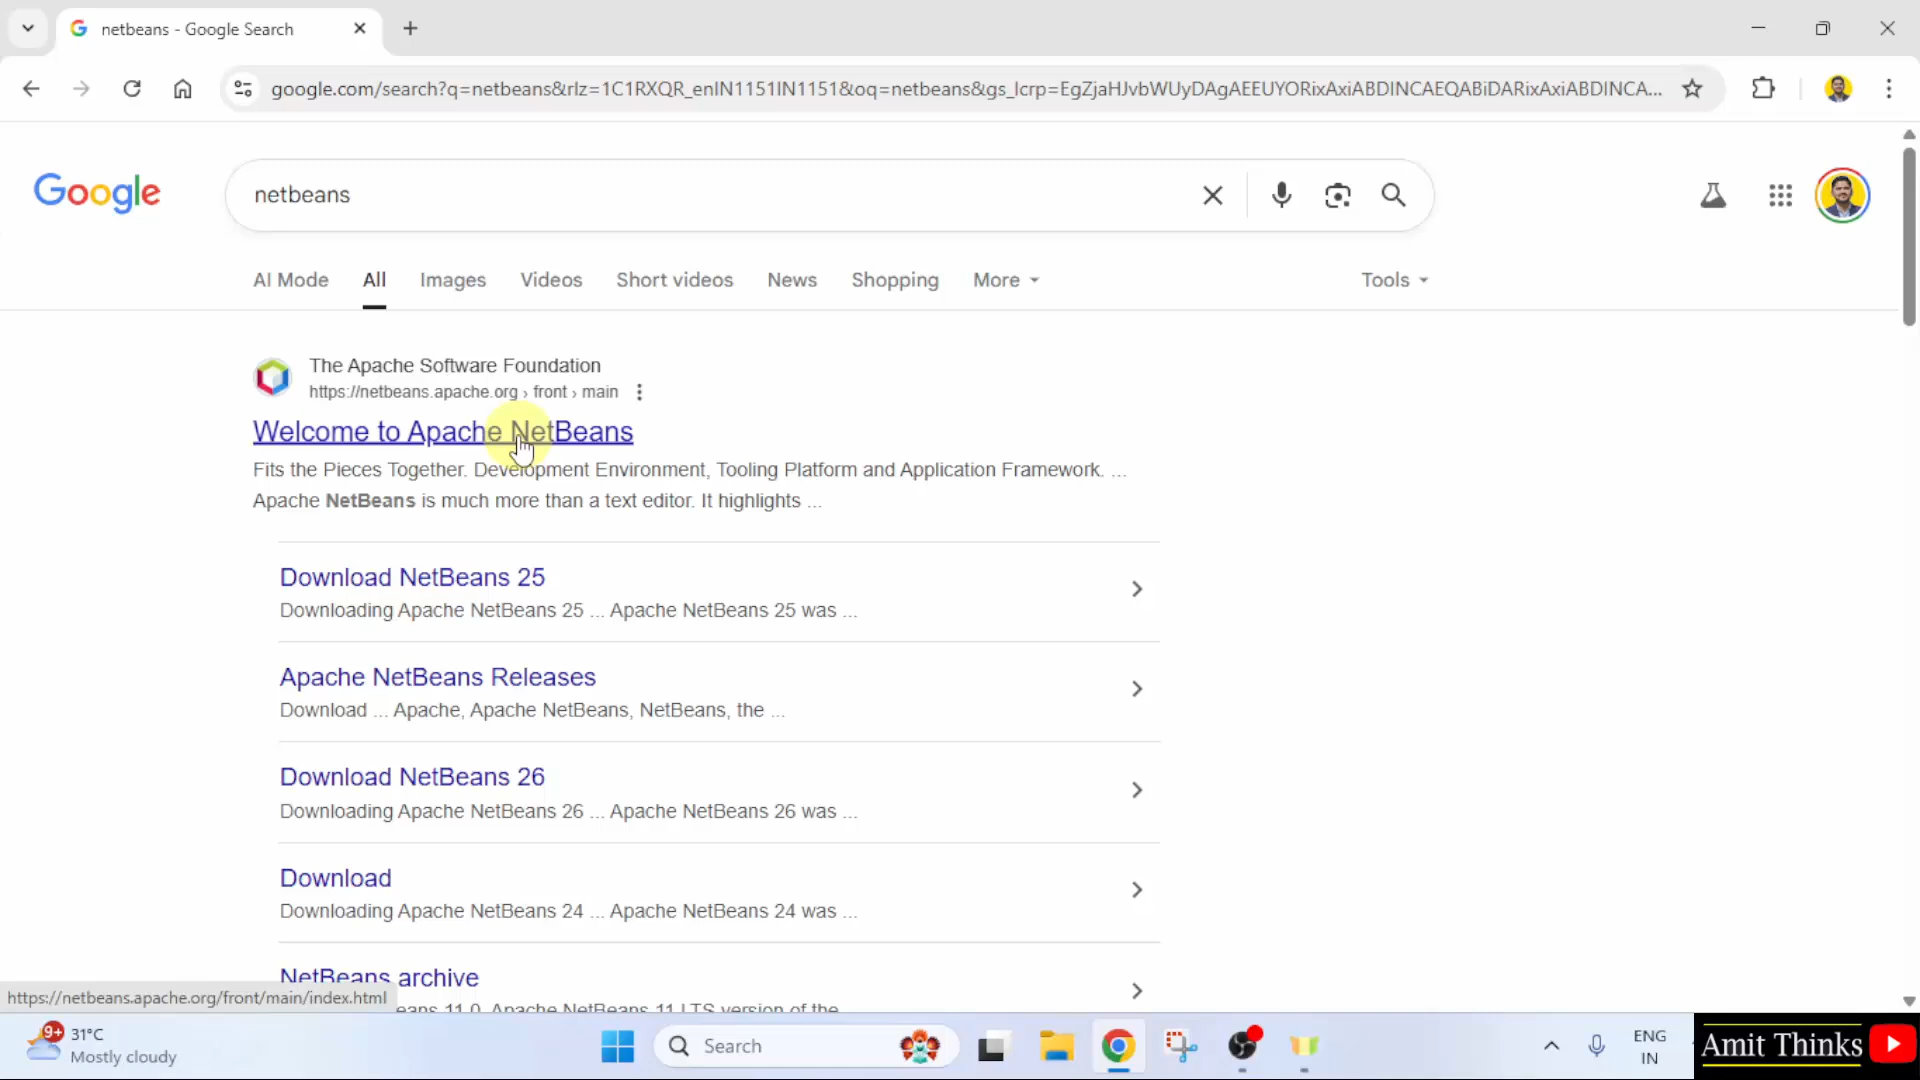 netbeans - Google Search
google.com/search?q=netbeans&rlz=1C1RXQR_enIN1151IN1151&oq=netbeans&gs_lcrp=EgZjaHJvbWUyDAgAEEUYORixAxiABDINCAEQABiDARixAxiABDINCA...
Google
netbeans
AI Mode
All
Images
Videos
Short videos
News
Shopping
More
Tools
The Apache Software Foundation
https://netbeans.apache.org › front › main
Welcome to Apache NetBeans
Fits the Pieces Together. Development Environment, Tooling Platform and Application Framework. ...
Apache NetBeans is much more than a text editor. It highlights ...
Download NetBeans 25
Downloading Apache NetBeans 25 ... Apache NetBeans 25 was ...
Apache NetBeans Releases
Download ... Apache, Apache NetBeans, NetBeans, the ...
Download NetBeans 26
Downloading Apache NetBeans 26 ... Apache NetBeans 26 was ...
Download
Downloading Apache NetBeans 24 ... Apache NetBeans 24 was ...
NetBeans archive
https://netbeans.apache.org/front/main/index.html
eans 11.0, Apache NetBeans 11 LTS version of the
9+
31°C
Mostly cloudy
Search
ENG
IN
Amit Thinks